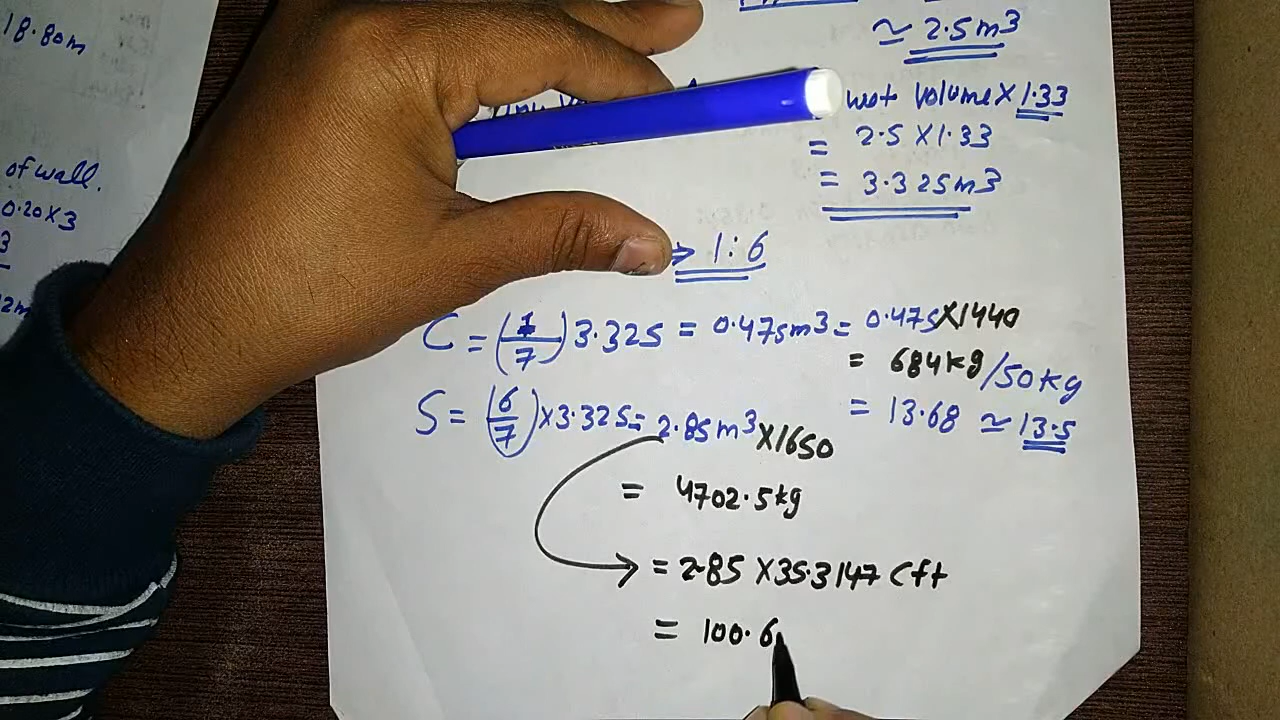 18.80m
of wall.
0.20×3
3
2m
≃ 2.5m3
wet volume×1.33
= 2.5×1.33
= 3.325m3
⇒ 1:6
C = (1/7) 3.325 = 0.475m3 = 0.475×1440
= 684kg/50kg
S = (6/7)×3.325= 2.85m3 ×1650
= 13.68 ≃ 13.5
= 4702.5kg
= 2.85 ×35.3147 Cft
= 100.6